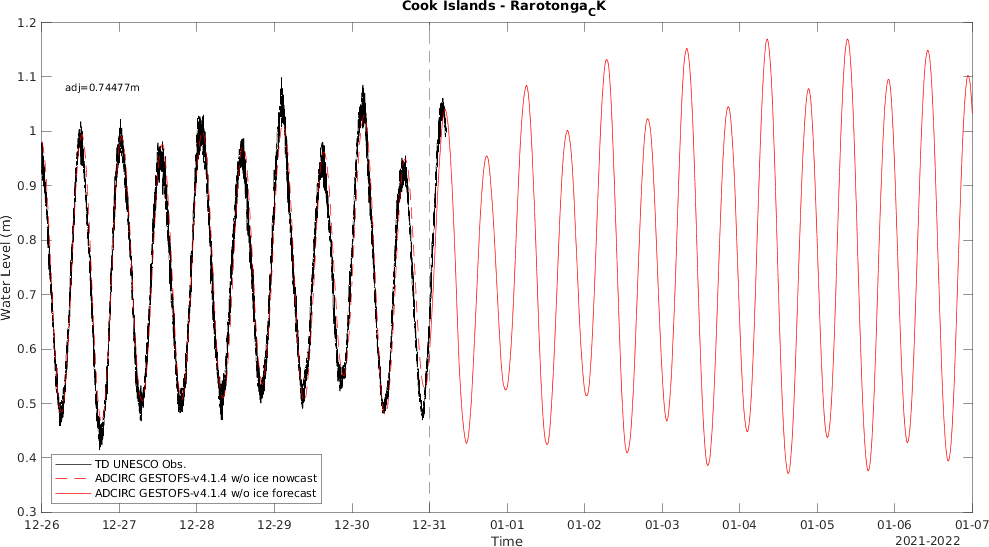 Cook Islands - Rarotonga_CK
adj=0.74477m
Water Level (m)
1.2
1.1
1
0.9
0.8
0.7
0.6
0.5
0.4
0.3
TD UNESCO Obs.
ADCIRC GESTOFS-v4.1.4 w/o ice nowcast
ADCIRC GESTOFS-v4.1.4 w/o ice forecast
12-26 12-27 12-28 12-29 12-30 12-31 01-01 01-02 01-03 01-04 01-05 01-06 01-07
Time
2021-2022